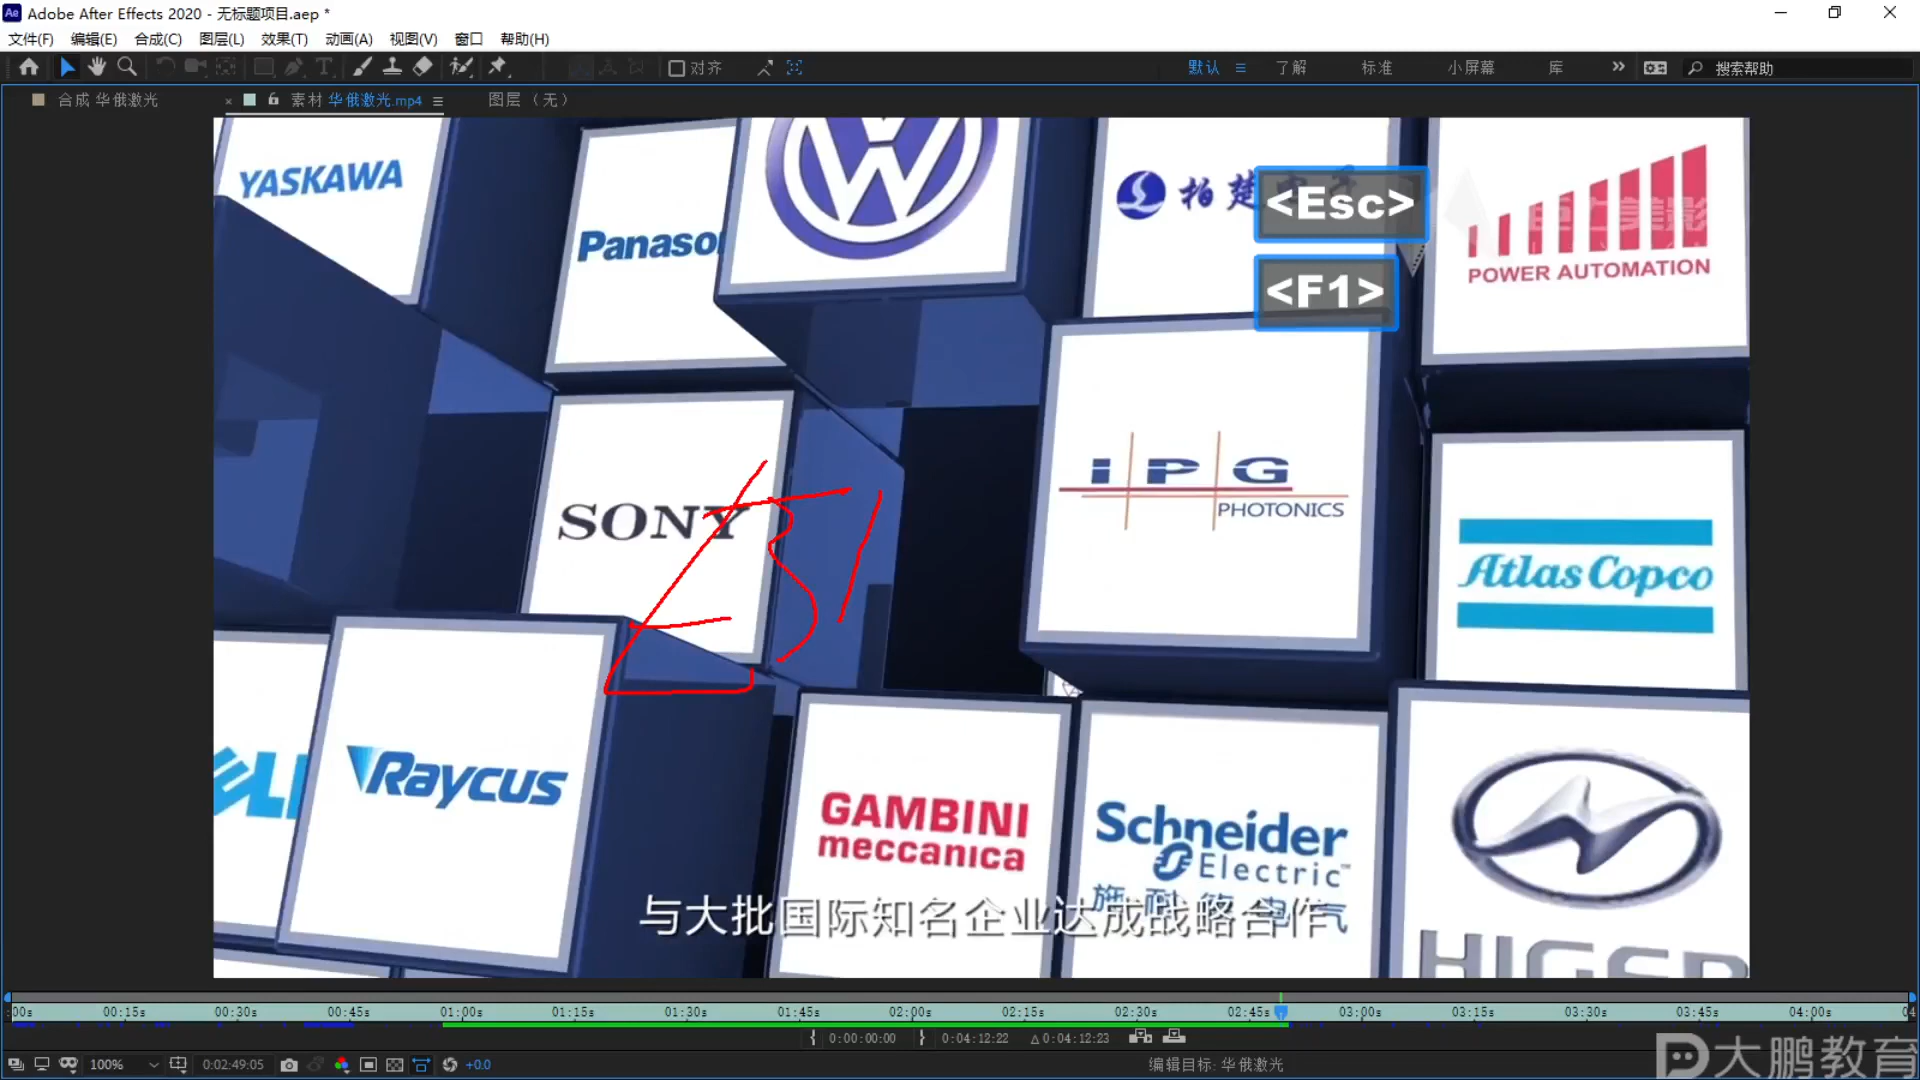 Adobe After Effects 2020 - 无标题项目.aep *
文件(F) 编辑(E) 合成(C) 图层(L) 效果(T) 动画(A) 视图(V) 窗口 帮助(H)
对齐 默认 了解 标准 小屏幕 库 搜索帮助
合成 华俄激光 素材 华俄激光.mp4 图层 （无）
YASKAWA
Panaso
柏楚
<Esc>
<F1>
POWER AUTOMATION
SONY
IPG
PHOTONICS
Atlas Copco
Raycus
GAMBINI
meccanica
Schneider
Electric
HIGER
与大批国际知名企业达成战略合作
00s 00:15s 00:30s 00:45s 01:00s 01:15s 01:30s 01:45s 02:00s 02:15s 02:30s 02:45s 03:00s 03:15s 03:30s 03:45s 04:00s 04
0:00:00:00 0:04:12:22 Δ 0:04:12:23
100% 0:02:49:05 +0.0 编辑目标: 华俄激光
大鹏教育